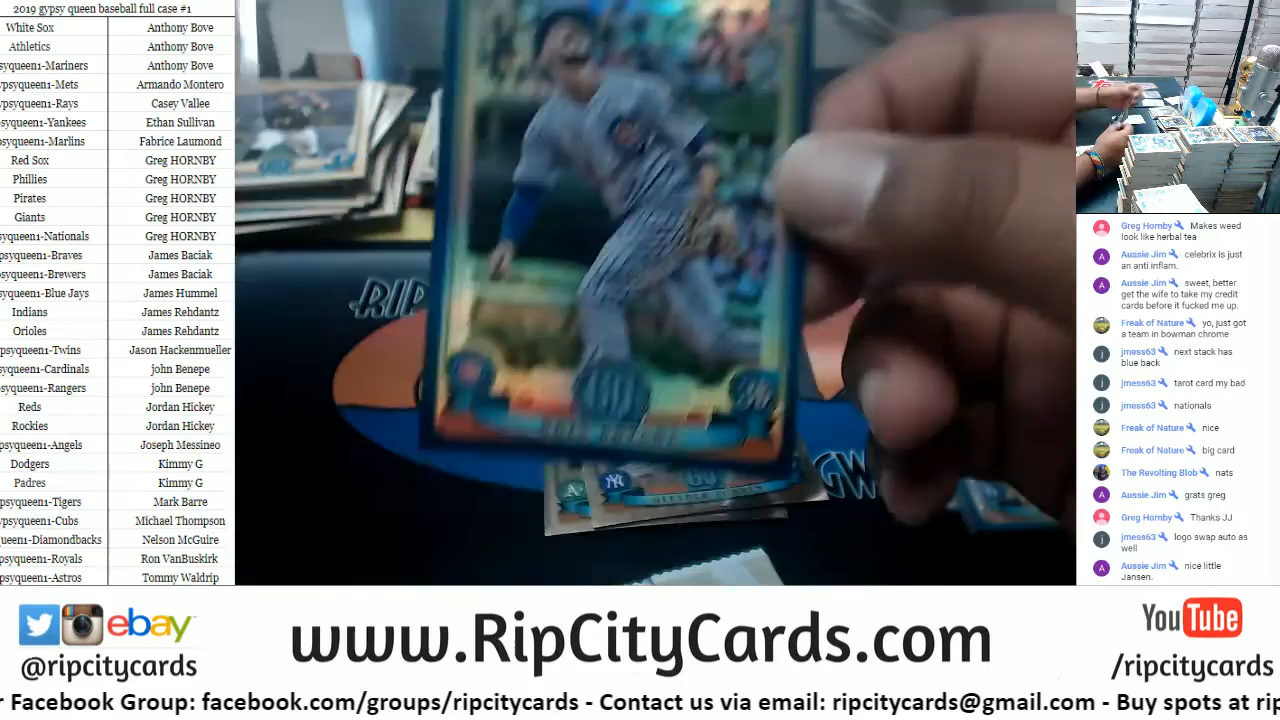 2019 gypsy queen baseball full case #1
White Sox Anthony Bove
Athletics Anthony Bove
syqueen1-Mariners Anthony Bove
ypsyqueen1-Mets Armando Montero
psyqueen1-Rays Casey Vallee
syqueen1-Yankees Ethan Sullivan
psyqueen1-Marlins Fabrice Laumond
Red Sox Greg HORNBY
Phillies Greg HORNBY
Pirates Greg HORNBY
Giants Greg HORNBY
syqueen1-Nationals Greg HORNBY
syqueen1-Braves James Baciak
syqueen1-Brewers James Baciak
syqueen1-Blue Jays James Hummel
Indians James Rehdantz
Orioles James Rehdantz
psyqueen1-Twins Jason Hackenmueller
psyqueen1-Cardinals john Benepe
psyqueen1-Rangers john Benepe
Reds Jordan Hickey
Rockies Jordan Hickey
psyqueen1-Angels Joseph Messineo
Dodgers Kimmy G
Padres Kimmy G
psyqueen1-Tigers Mark Barre
ypsyqueen1-Cubs Michael Thompson
queen1-Diamondbacks Nelson McGuire
psyqueen1-Royals Ron VanBuskirk
psyqueen1-Astros Tommy Waldrip
RIP
GW
Greg Hornby Makes weed
look like herbal tea
Aussie Jim celebrix is just
an anti inflam.
Aussie Jim sweet, better
get the wife to take my credit
cards before it fucked me up.
Freak of Nature yo, just got
a team in bowman chrome
jmess63 next stack has
blue back
jmess63 tarot card my bad
jmess63 nationals
Freak of Nature nice
Freak of Nature big card
The Revolting Blob nats
Aussie Jim grats greg
Greg Hornby Thanks JJ
jmess63 logo swap auto as
well
Aussie Jim nice little
Jansen.
ebay
@ripcitycards
www.RipCityCards.com
YouTube
/ripcitycards
r Facebook Group: facebook.com/groups/ripcitycards - Contact us via email: ripcitycards@gmail.com - Buy spots at rip